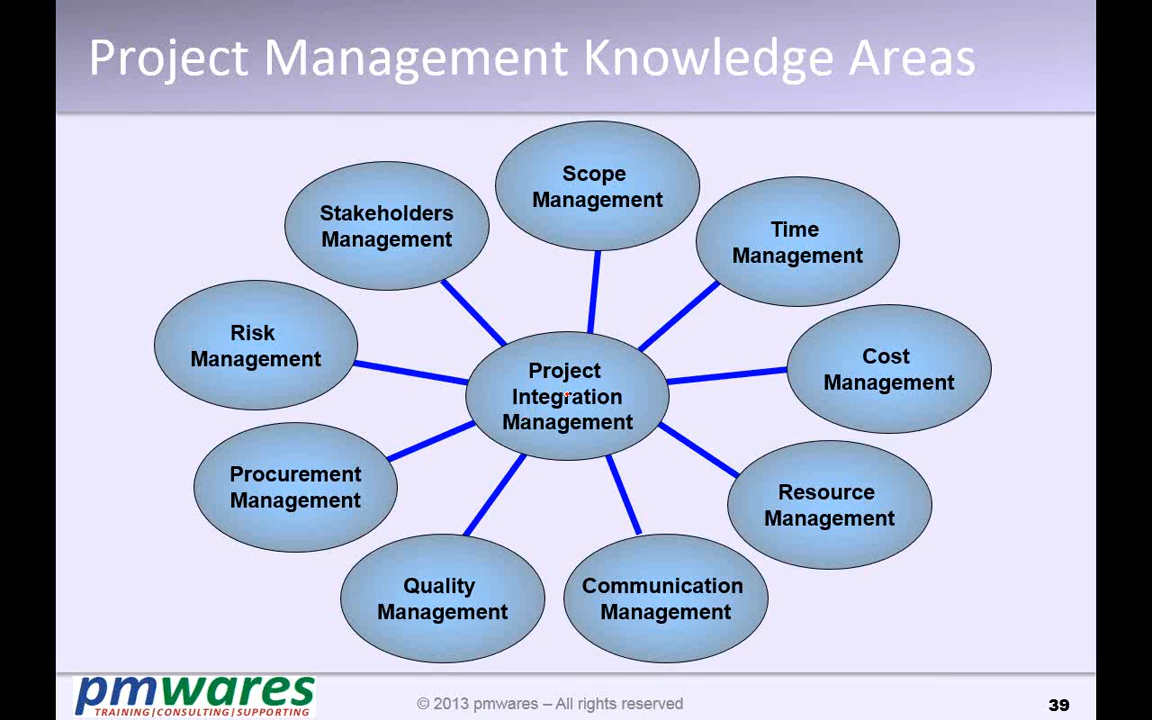 Project Management Knowledge Areas
Scope
Management
Stakeholders
Management
Time
Management
Risk
Management
Cost
Management
Project
Integration
Management
Procurement
Management
Resource
Management
Quality
Management
Communication
Management
pmwares
TRAINING|CONSULTING|SUPPORTING
© 2013 pmwares – All rights reserved
39